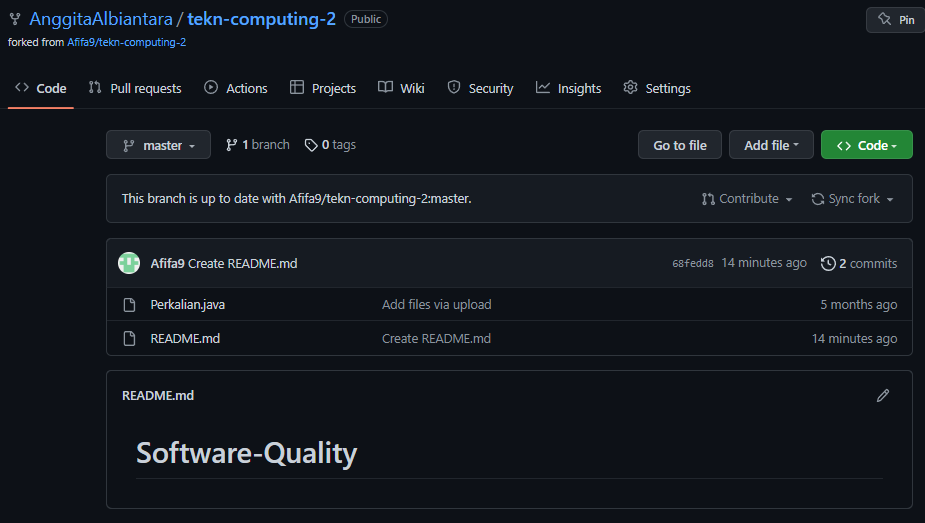 AnggitaAlbiantara / tekn-computing-2 Public Pin
forked from Afifa9/tekn-computing-2
Code Pull requests Actions Projects Wiki Security Insights Settings
master 1 branch 0 tags Go to file Add file Code
This branch is up to date with Afifa9/tekn-computing-2:master. Contribute Sync fork
Afifa9 Create README.md 68fedd8 14 minutes ago 2 commits
Perkalian.java Add files via upload 5 months ago
README.md Create README.md 14 minutes ago
README.md
Software-Quality